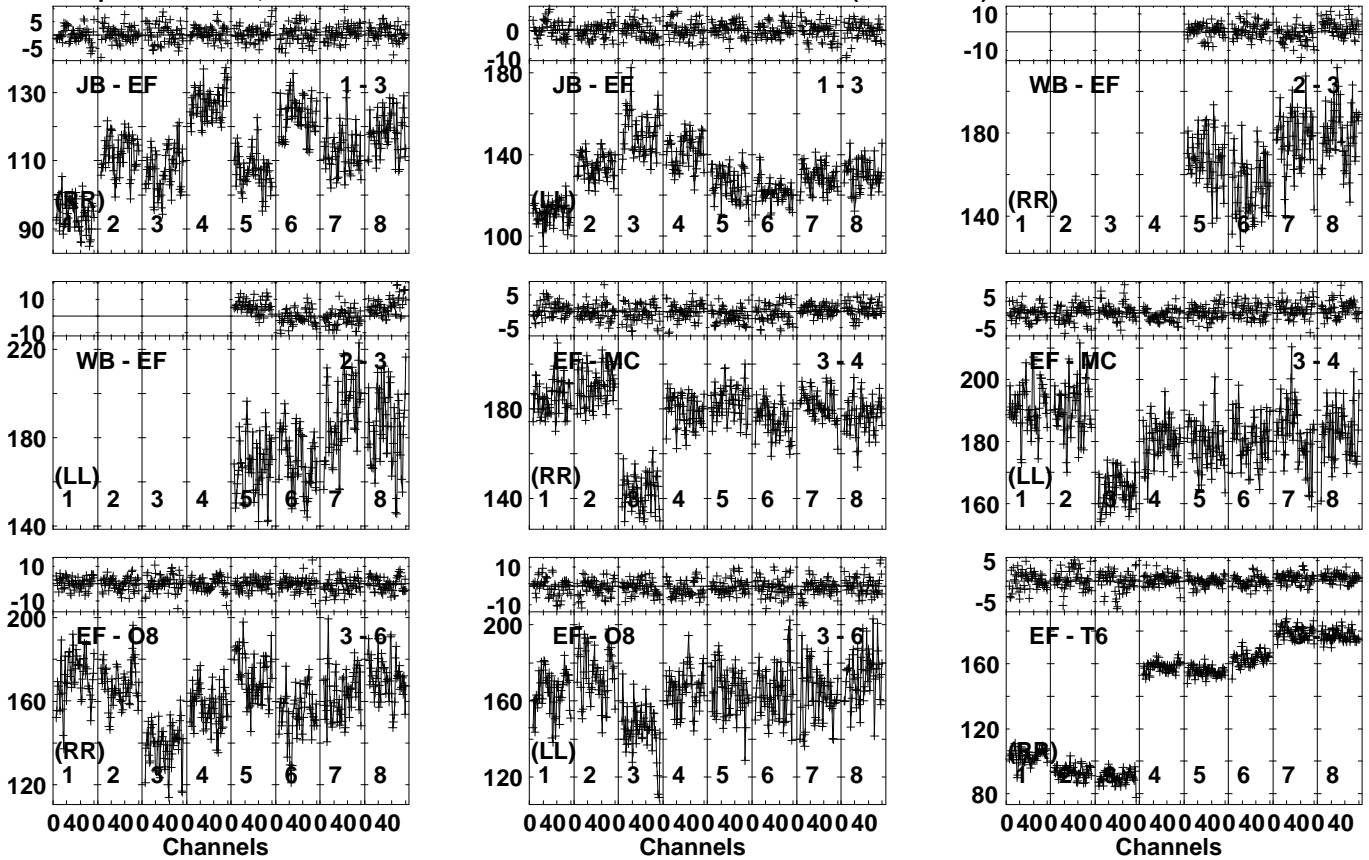 5
-5
JB - EF 1 - 3
130
110
90
(RR)
1 2 3 4 5 6 7 8
0
-10
JB - EF 1 - 3
180
140
100
(LL)
1 2 3 4 5 6 7 8
10
-10
WB - EF 2 - 3
180
140
(RR)
1 2 3 4 5 6 7 8
10
-10
WB - EF 2 - 3
220
180
140
(LL)
1 2 3 4 5 6 7 8
5
-5
EF - MC 3 - 4
180
140
(RR)
1 2 3 4 5 6 7 8
5
-5
EF - MC 3 - 4
200
180
160
(LL)
1 2 3 4 5 6 7 8
10
-10
EF - O8 3 - 6
200
160
120
(RR)
1 2 3 4 5 6 7 8
0 40 0 40 0 40 0 40 0 40 0 40 0 40 0 40
Channels
10
-10
EF - O8 3 - 6
200
160
120
(LL)
1 2 3 4 5 6 7 8
0 40 0 40 0 40 0 40 0 40 0 40 0 40 0 40
Channels
5
-5
EF - T6
160
120
80
(RR)
1 2 3 4 5 6 7 8
0 40 0 40 0 40 0 40 0 40 0 40 0 40 0 40
Channels